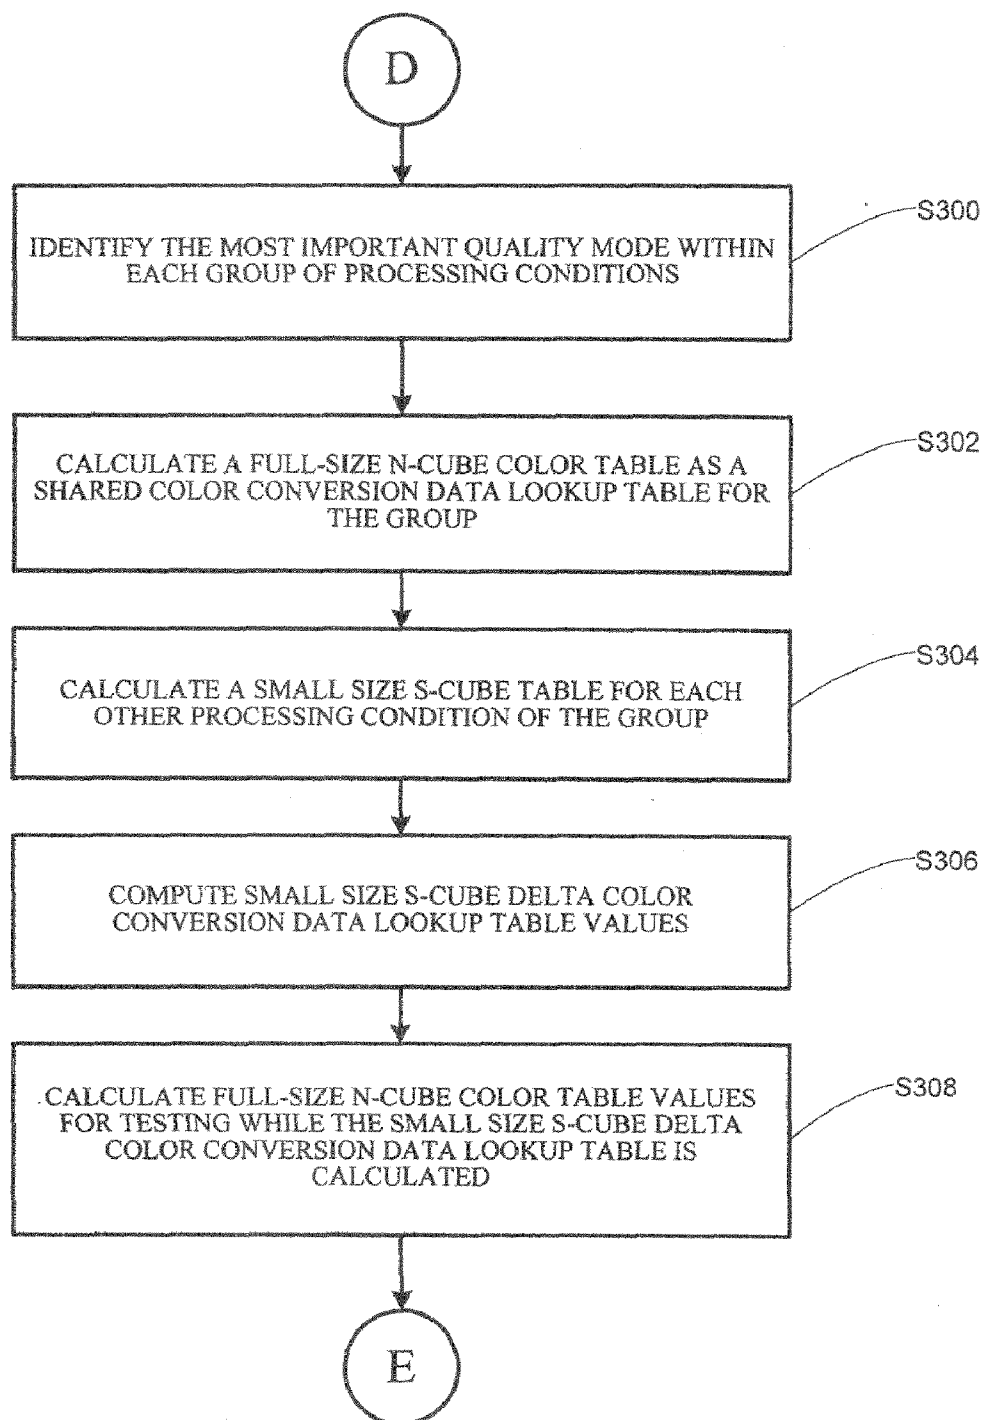 D
S300
IDENTIFY THE MOST IMPORTANT QUALITY MODE WITHIN
EACH GROUP OF PROCESSING CONDITIONS
S302
CALCULATE A FULL-SIZE N-CUBE COLOR TABLE AS A
SHARED COLOR CONVERSION DATA LOOKUP TABLE FOR
THE GROUP
S304
CALCULATE A SMALL SIZE S-CUBE TABLE FOR EACH
OTHER PROCESSING CONDITION OF THE GROUP
S306
COMPUTE SMALL SIZE S-CUBE DELTA COLOR
CONVERSION DATA LOOKUP TABLE VALUES
S308
CALCULATE FULL-SIZE N-CUBE COLOR TABLE VALUES
FOR TESTING WHILE THE SMALL SIZE S-CUBE DELTA
COLOR CONVERSION DATA LOOKUP TABLE IS
CALCULATED
E